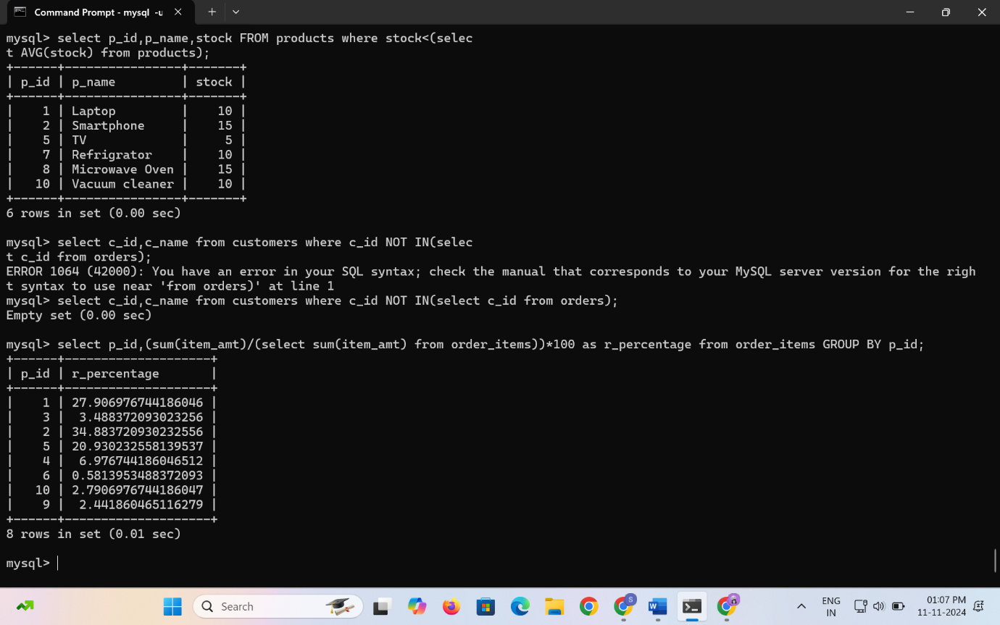 Command Prompt - mysql -u
mysql> select p_id,p_name,stock FROM products where stock<(selec
t AVG(stock) from products);
+------+----------------+-------+
| p_id | p_name         | stock |
+------+----------------+-------+
|    1 | Laptop         |    10 |
|    2 | Smartphone     |    15 |
|    5 | TV             |     5 |
|    7 | Refrigrator    |    10 |
|    8 | Microwave Oven |    15 |
|   10 | Vacuum cleaner |    10 |
+------+----------------+-------+
6 rows in set (0.00 sec)
mysql> select c_id,c_name from customers where c_id NOT IN(selec
t c_id from orders);
ERROR 1064 (42000): You have an error in your SQL syntax; check the manual that corresponds to your MySQL server version for the righ
t syntax to use near 'from orders)' at line 1
mysql> select c_id,c_name from customers where c_id NOT IN(select c_id from orders);
Empty set (0.00 sec)
mysql> select p_id,(sum(item_amt)/(select sum(item_amt) from order_items))*100 as r_percentage from order_items GROUP BY p_id;
+------+--------------------+
| p_id | r_percentage       |
+------+--------------------+
|    1 | 27.906976744186046 |
|    3 |  3.488372093023256 |
|    2 | 34.883720930232556 |
|    5 | 20.930232558139537 |
|    4 |  6.976744186046512 |
|    6 | 0.5813953488372093 |
|   10 | 2.7906976744186047 |
|    9 |  2.441860465116279 |
+------+--------------------+
8 rows in set (0.01 sec)
mysql>
Search
S
W
ENG
IN
01:07 PM
11-11-2024